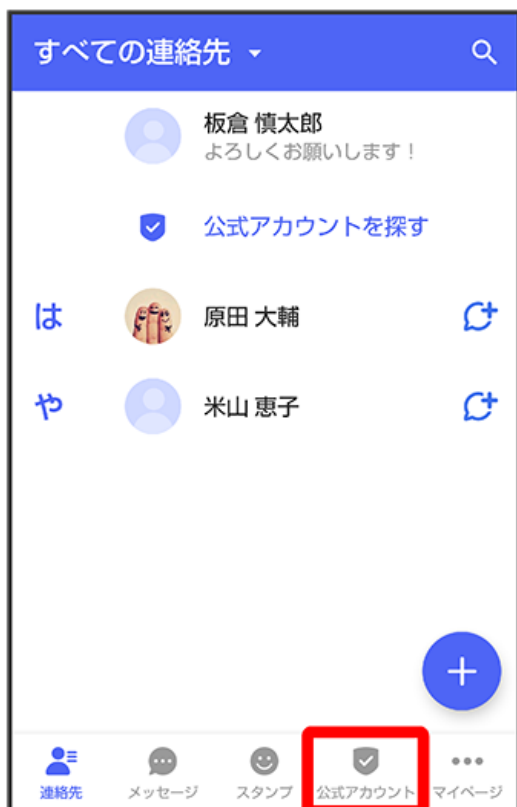 すべての連絡先
板倉 慎太郎
よろしくお願いします！
公式アカウントを探す
は
原田 大輔
や
米山 恵子
連絡先
メッセージ
スタンプ
公式アカウント
マイページ